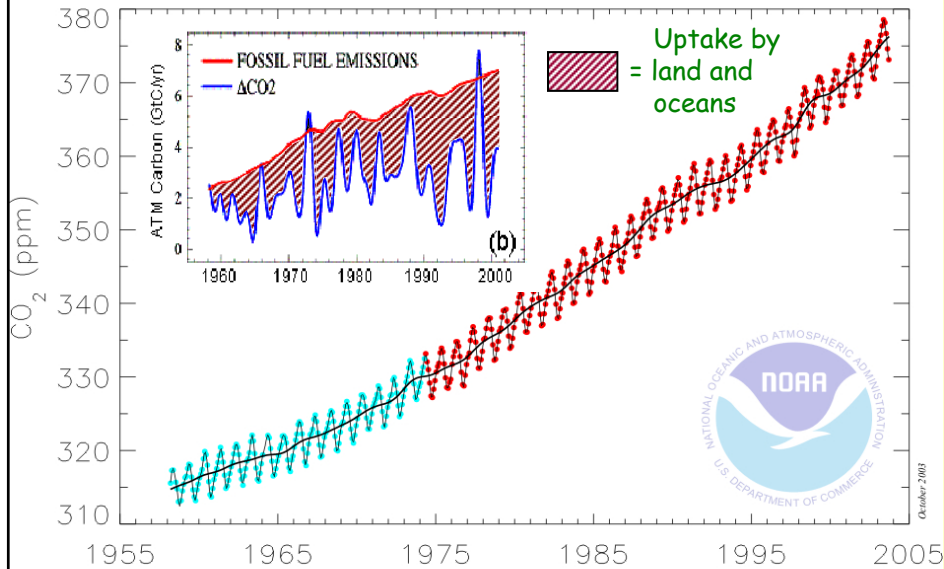 380
370
360
350
340
330
320
310
CO2 (ppm)
1955
1965
1975
1985
1995
2005
8
6
4
2
0
ATM Carbon (GtC/yr)
FOSSIL FUEL EMISSIONS
ΔCO2
(b)
1960
1970
1980
1990
2000
Uptake by
= land and
oceans
NATIONAL OCEANIC AND ATMOSPHERIC ADMINISTRATION
NOAA
U.S. DEPARTMENT OF COMMERCE
October 2003